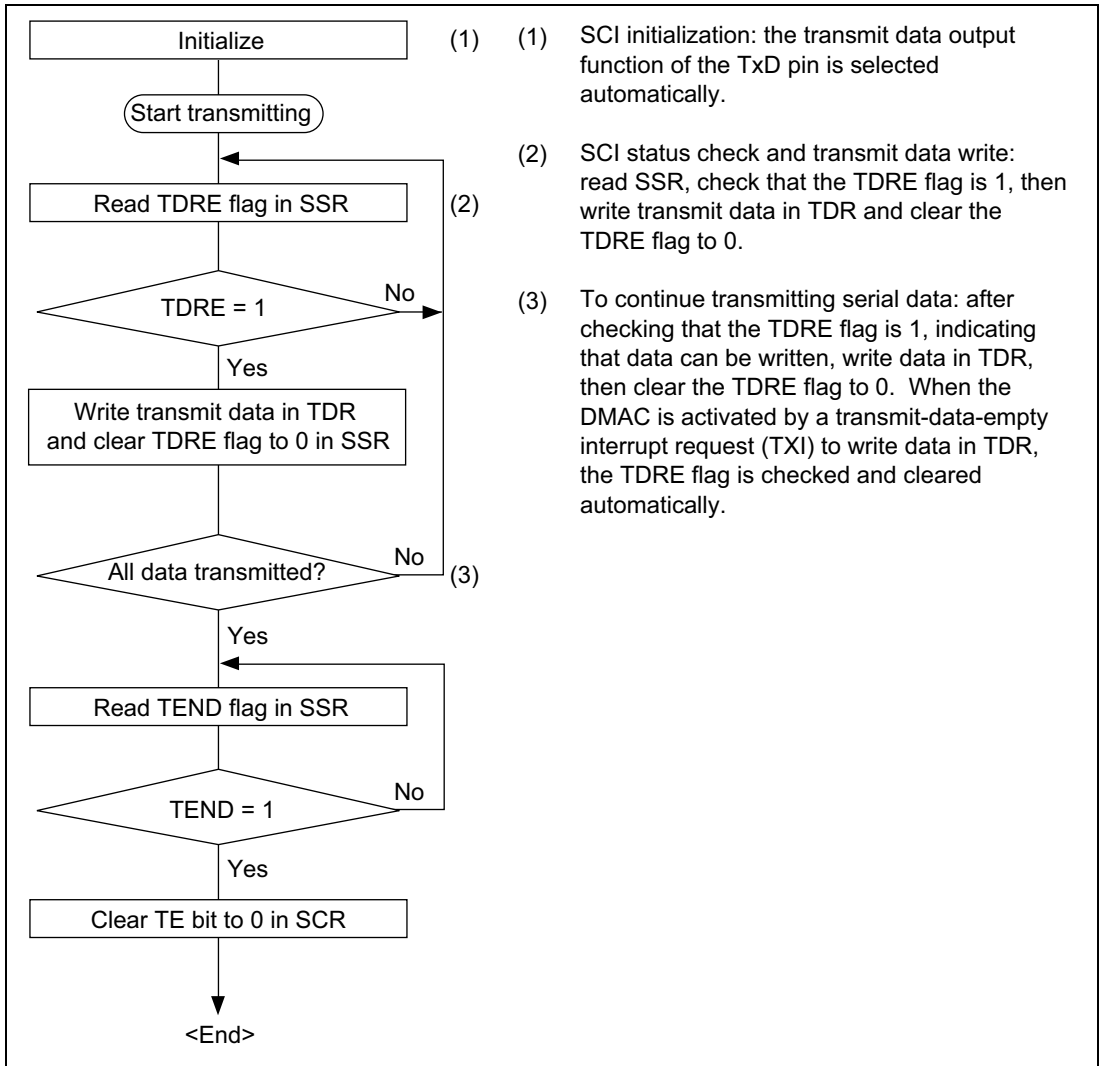 Initialize
(1)
Start transmitting
Read TDRE flag in SSR
(2)
TDRE = 1
No
Yes
Write transmit data in TDR
and clear TDRE flag to 0 in SSR
All data transmitted?
No
(3)
Yes
Read TEND flag in SSR
TEND = 1
No
Yes
Clear TE bit to 0 in SCR
<End>
(1) SCI initialization: the transmit data output
function of the TxD pin is selected
automatically.
(2) SCI status check and transmit data write:
read SSR, check that the TDRE flag is 1, then
write transmit data in TDR and clear the
TDRE flag to 0.
(3) To continue transmitting serial data: after
checking that the TDRE flag is 1, indicating
that data can be written, write data in TDR,
then clear the TDRE flag to 0. When the
DMAC is activated by a transmit-data-empty
interrupt request (TXI) to write data in TDR,
the TDRE flag is checked and cleared
automatically.